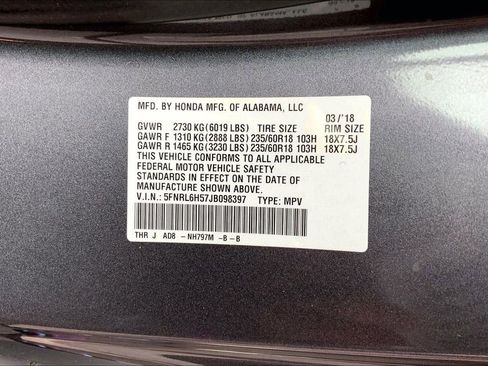 MFD. BY HONDA MFG. OF ALABAMA, LLC 03/'18
GVWR 2730 KG(6019 LBS) TIRE SIZE RIM SIZE
GAWR F 1310 KG(2888 LBS) 235/60R18 103H 18X7.5J
GAWR R 1465 KG(3230 LBS) 235/60R18 103H 18X7.5J
THIS VEHICLE CONFORMS TO ALL APPLICABLE
FEDERAL MOTOR VEHICLE SAFETY
STANDARDS IN EFFECT ON THE DATE OF
MANUFACTURE SHOWN ABOVE.
V.I.N.: 5FNRL6H57JB098397 TYPE: MPV
THR J AD8 - NH797M -B - B